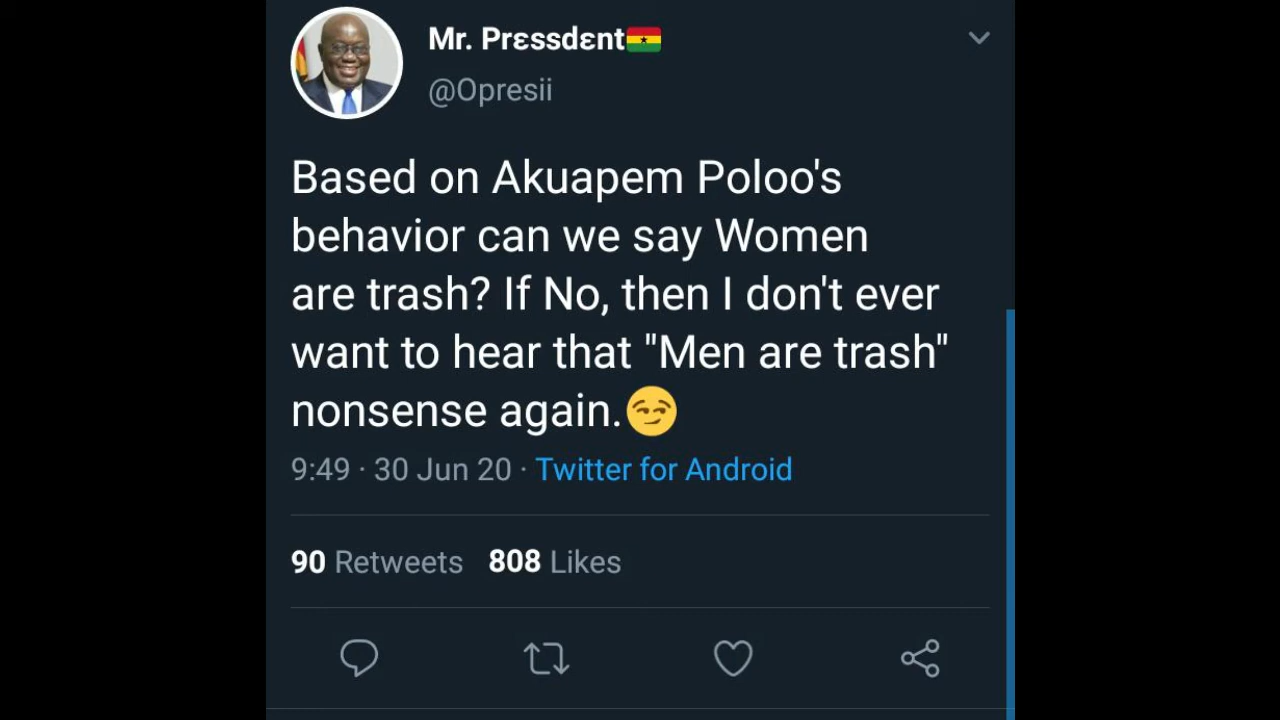 Mr. Prɛssdɛnt🇬🇭
@Opresii
Based on Akuapem Poloo's
behavior can we say Women
are trash? If No, then I don't ever
want to hear that "Men are trash"
nonsense again.😏
9:49 · 30 Jun 20 · Twitter for Android
90 Retweets 808 Likes